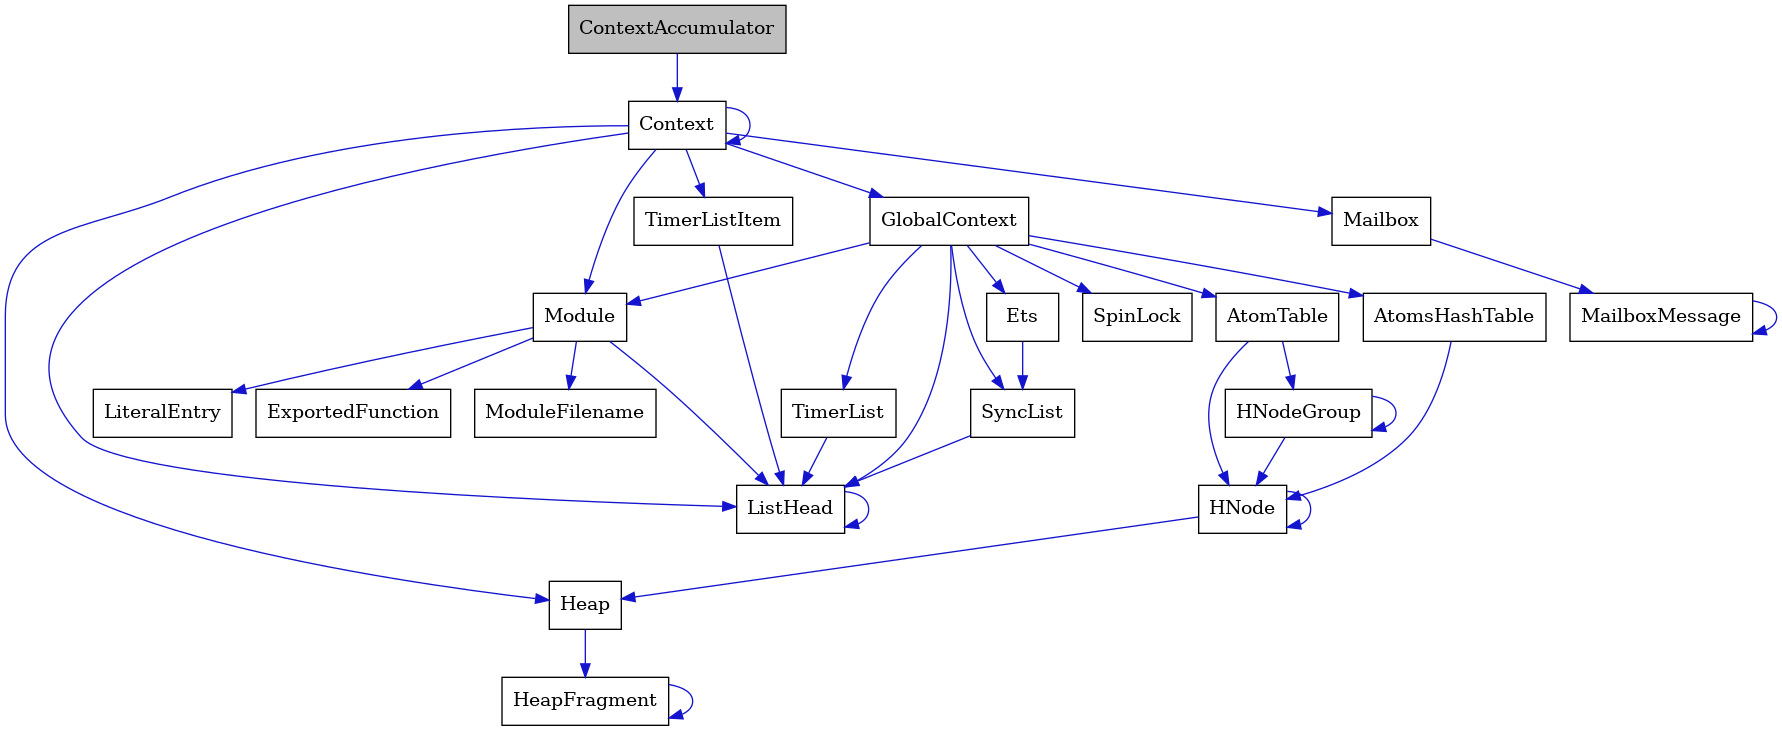 ContextAccumulator
Context
TimerListItem
GlobalContext
Mailbox
Module
Ets
SpinLock
AtomTable
AtomsHashTable
MailboxMessage
LiteralEntry
ExportedFunction
ModuleFilename
TimerList
SyncList
HNodeGroup
ListHead
HNode
Heap
HeapFragment